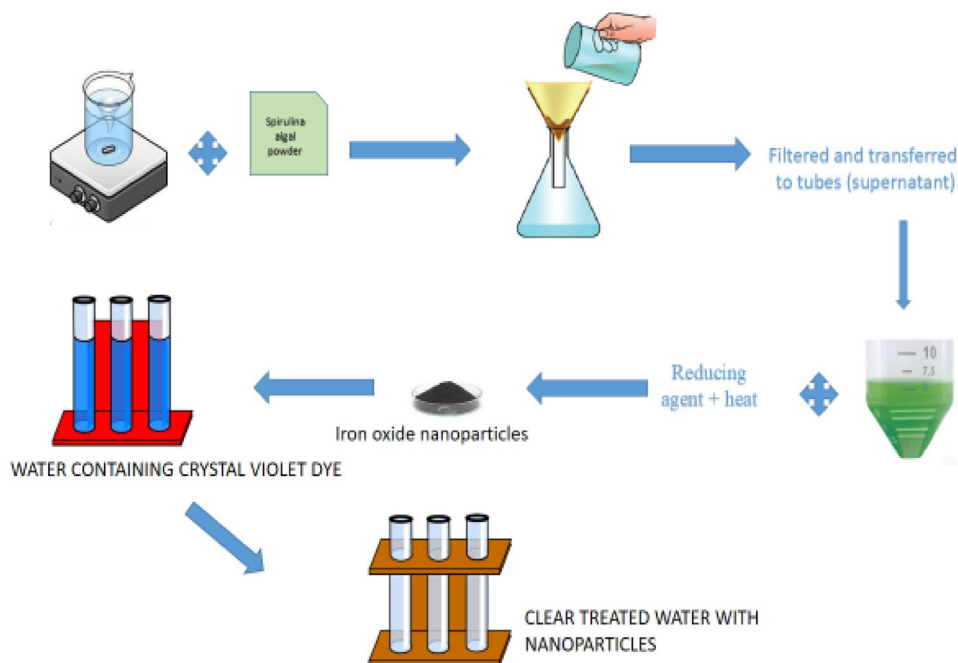 Spirulina
algal
powder
Filtered and transferred
to tubes (supernatant)
10
7.5
Reducing
agent + heat
Iron oxide nanoparticles
WATER CONTAINING CRYSTAL VIOLET DYE
CLEAR TREATED WATER WITH
NANOPARTICLES